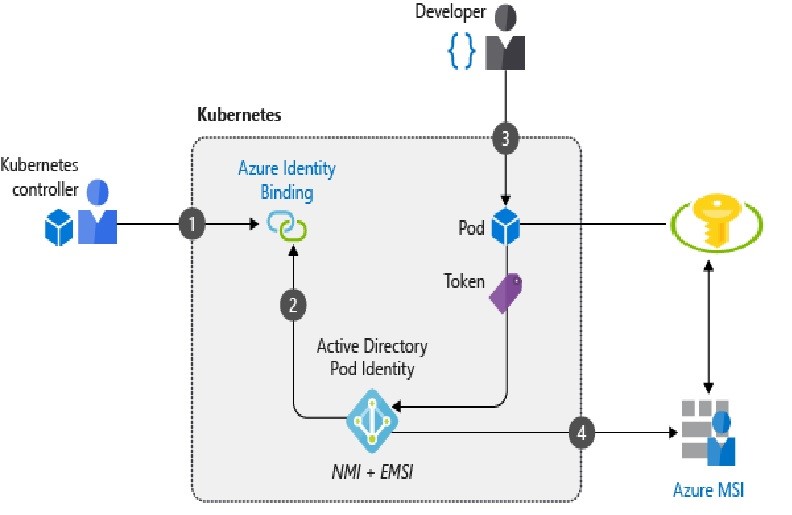 Developer
{}
Kubernetes
3
Kubernetes
controller
Azure Identity
Binding
1
Pod
Token
2
Active Directory
Pod Identity
4
NMI + EMSI
Azure MSI